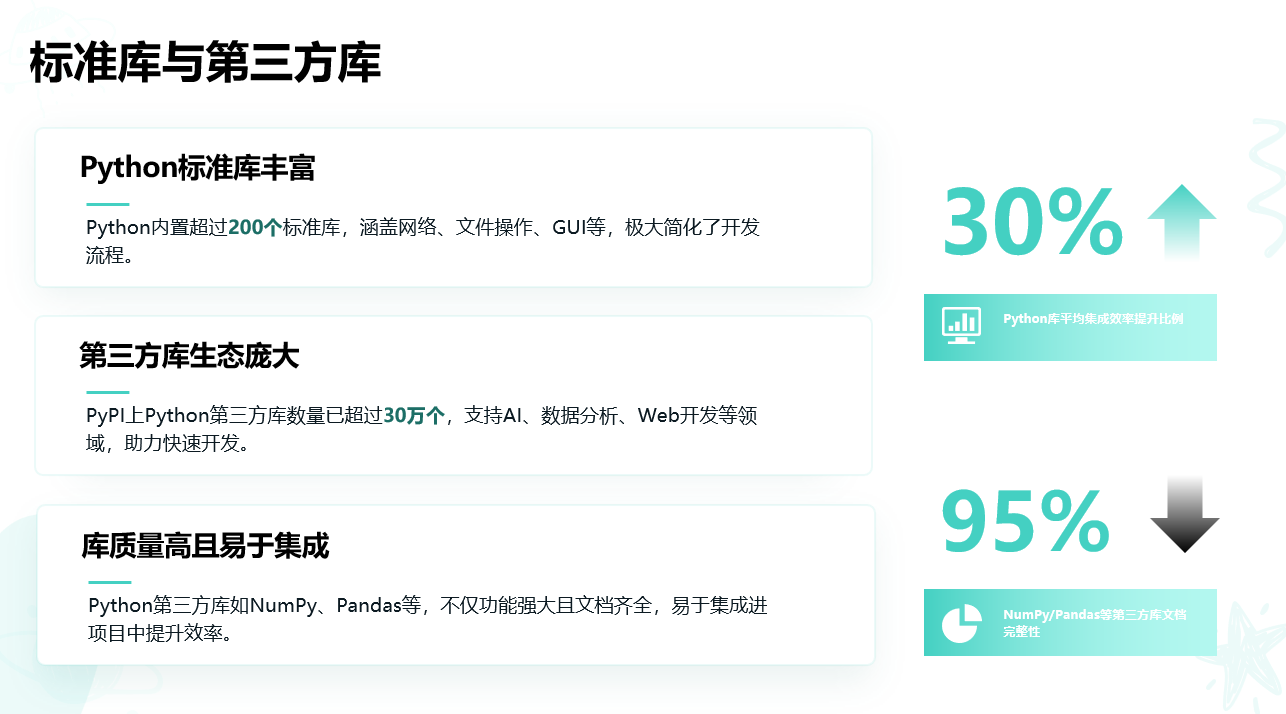 标准库与第三方库
Python标准库丰富
Python内置超过200个标准库，涵盖网络、文件操作、GUI等，极大简化了开发
流程。
第三方库生态庞大
PyPI上Python第三方库数量已超过30万个，支持AI、数据分析、Web开发等领
域，助力快速开发。
库质量高且易于集成
Python第三方库如NumPy、Pandas等，不仅功能强大且文档齐全，易于集成进
项目中提升效率。
30%
Python库平均集成效率提升比例
95%
NumPy/Pandas等第三方库文档
完整性